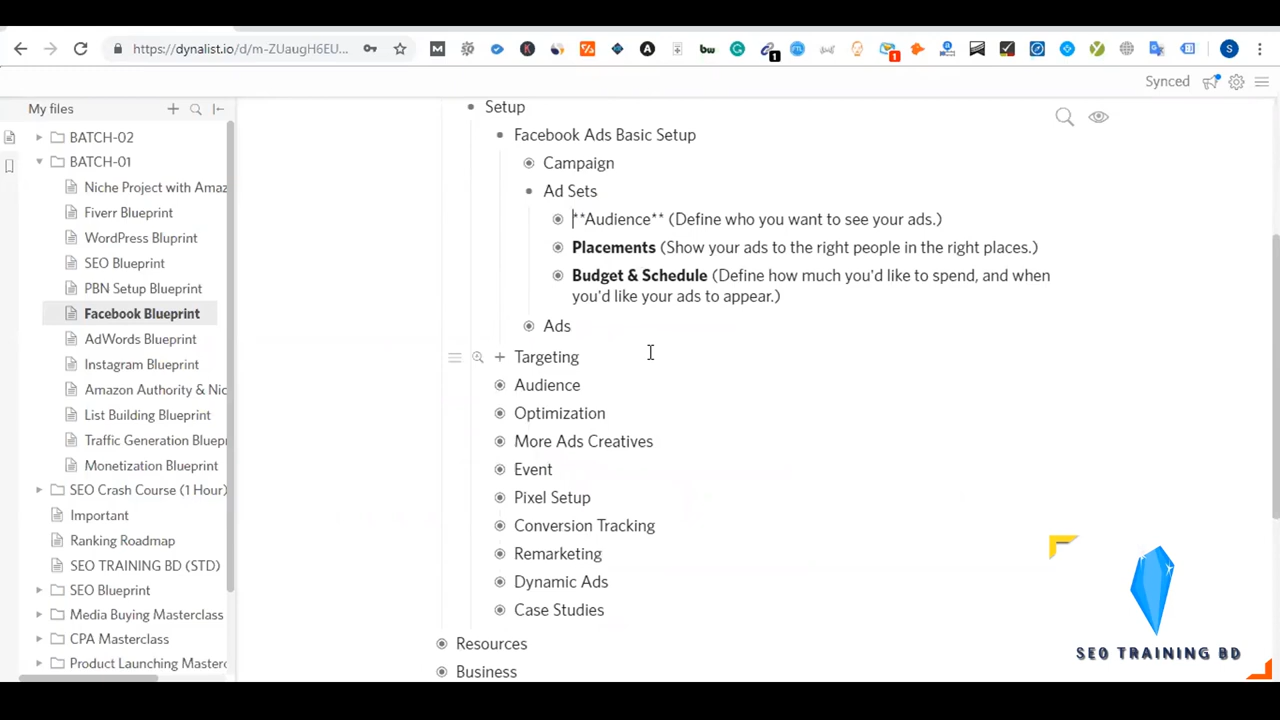 https://dynalist.io/d/m-ZUaugH6EU...
Synced
My files
BATCH-02
BATCH-01
Niche Project with Amaz
Fiverr Blueprint
WordPress Bluprint
SEO Blueprint
PBN Setup Blueprint
Facebook Blueprint
AdWords Blueprint
Instagram Blueprint
Amazon Authority & Nic
List Building Blueprint
Traffic Generation Bluepr
Monetization Blueprint
SEO Crash Course (1 Hour)
Important
Ranking Roadmap
SEO TRAINING BD (STD)
SEO Blueprint
Media Buying Masterclass
CPA Masterclass
Product Launching Masterc
Setup
Facebook Ads Basic Setup
Campaign
Ad Sets
**Audience** (Define who you want to see your ads.)
Placements (Show your ads to the right people in the right places.)
Budget & Schedule (Define how much you'd like to spend, and when
you'd like your ads to appear.)
Ads
Targeting
Audience
Optimization
More Ads Creatives
Event
Pixel Setup
Conversion Tracking
Remarketing
Dynamic Ads
Case Studies
Resources
Business
SEO TRAINING BD